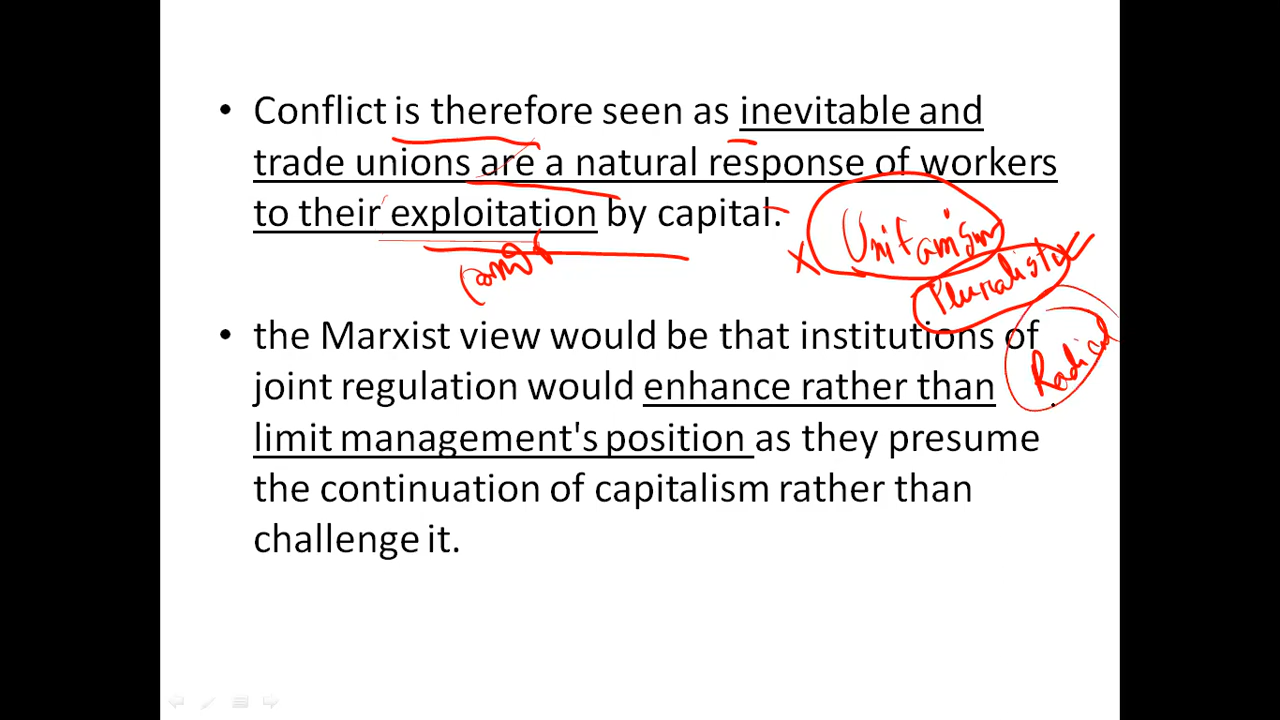 • Conflict is therefore seen as inevitable and
trade unions are a natural response of workers
to their exploitation by capital.
Unitarism
Pluralistic
• the Marxist view would be that institutions of
joint regulation would enhance rather than
Radical
limit management's position as they presume
the continuation of capitalism rather than
challenge it.